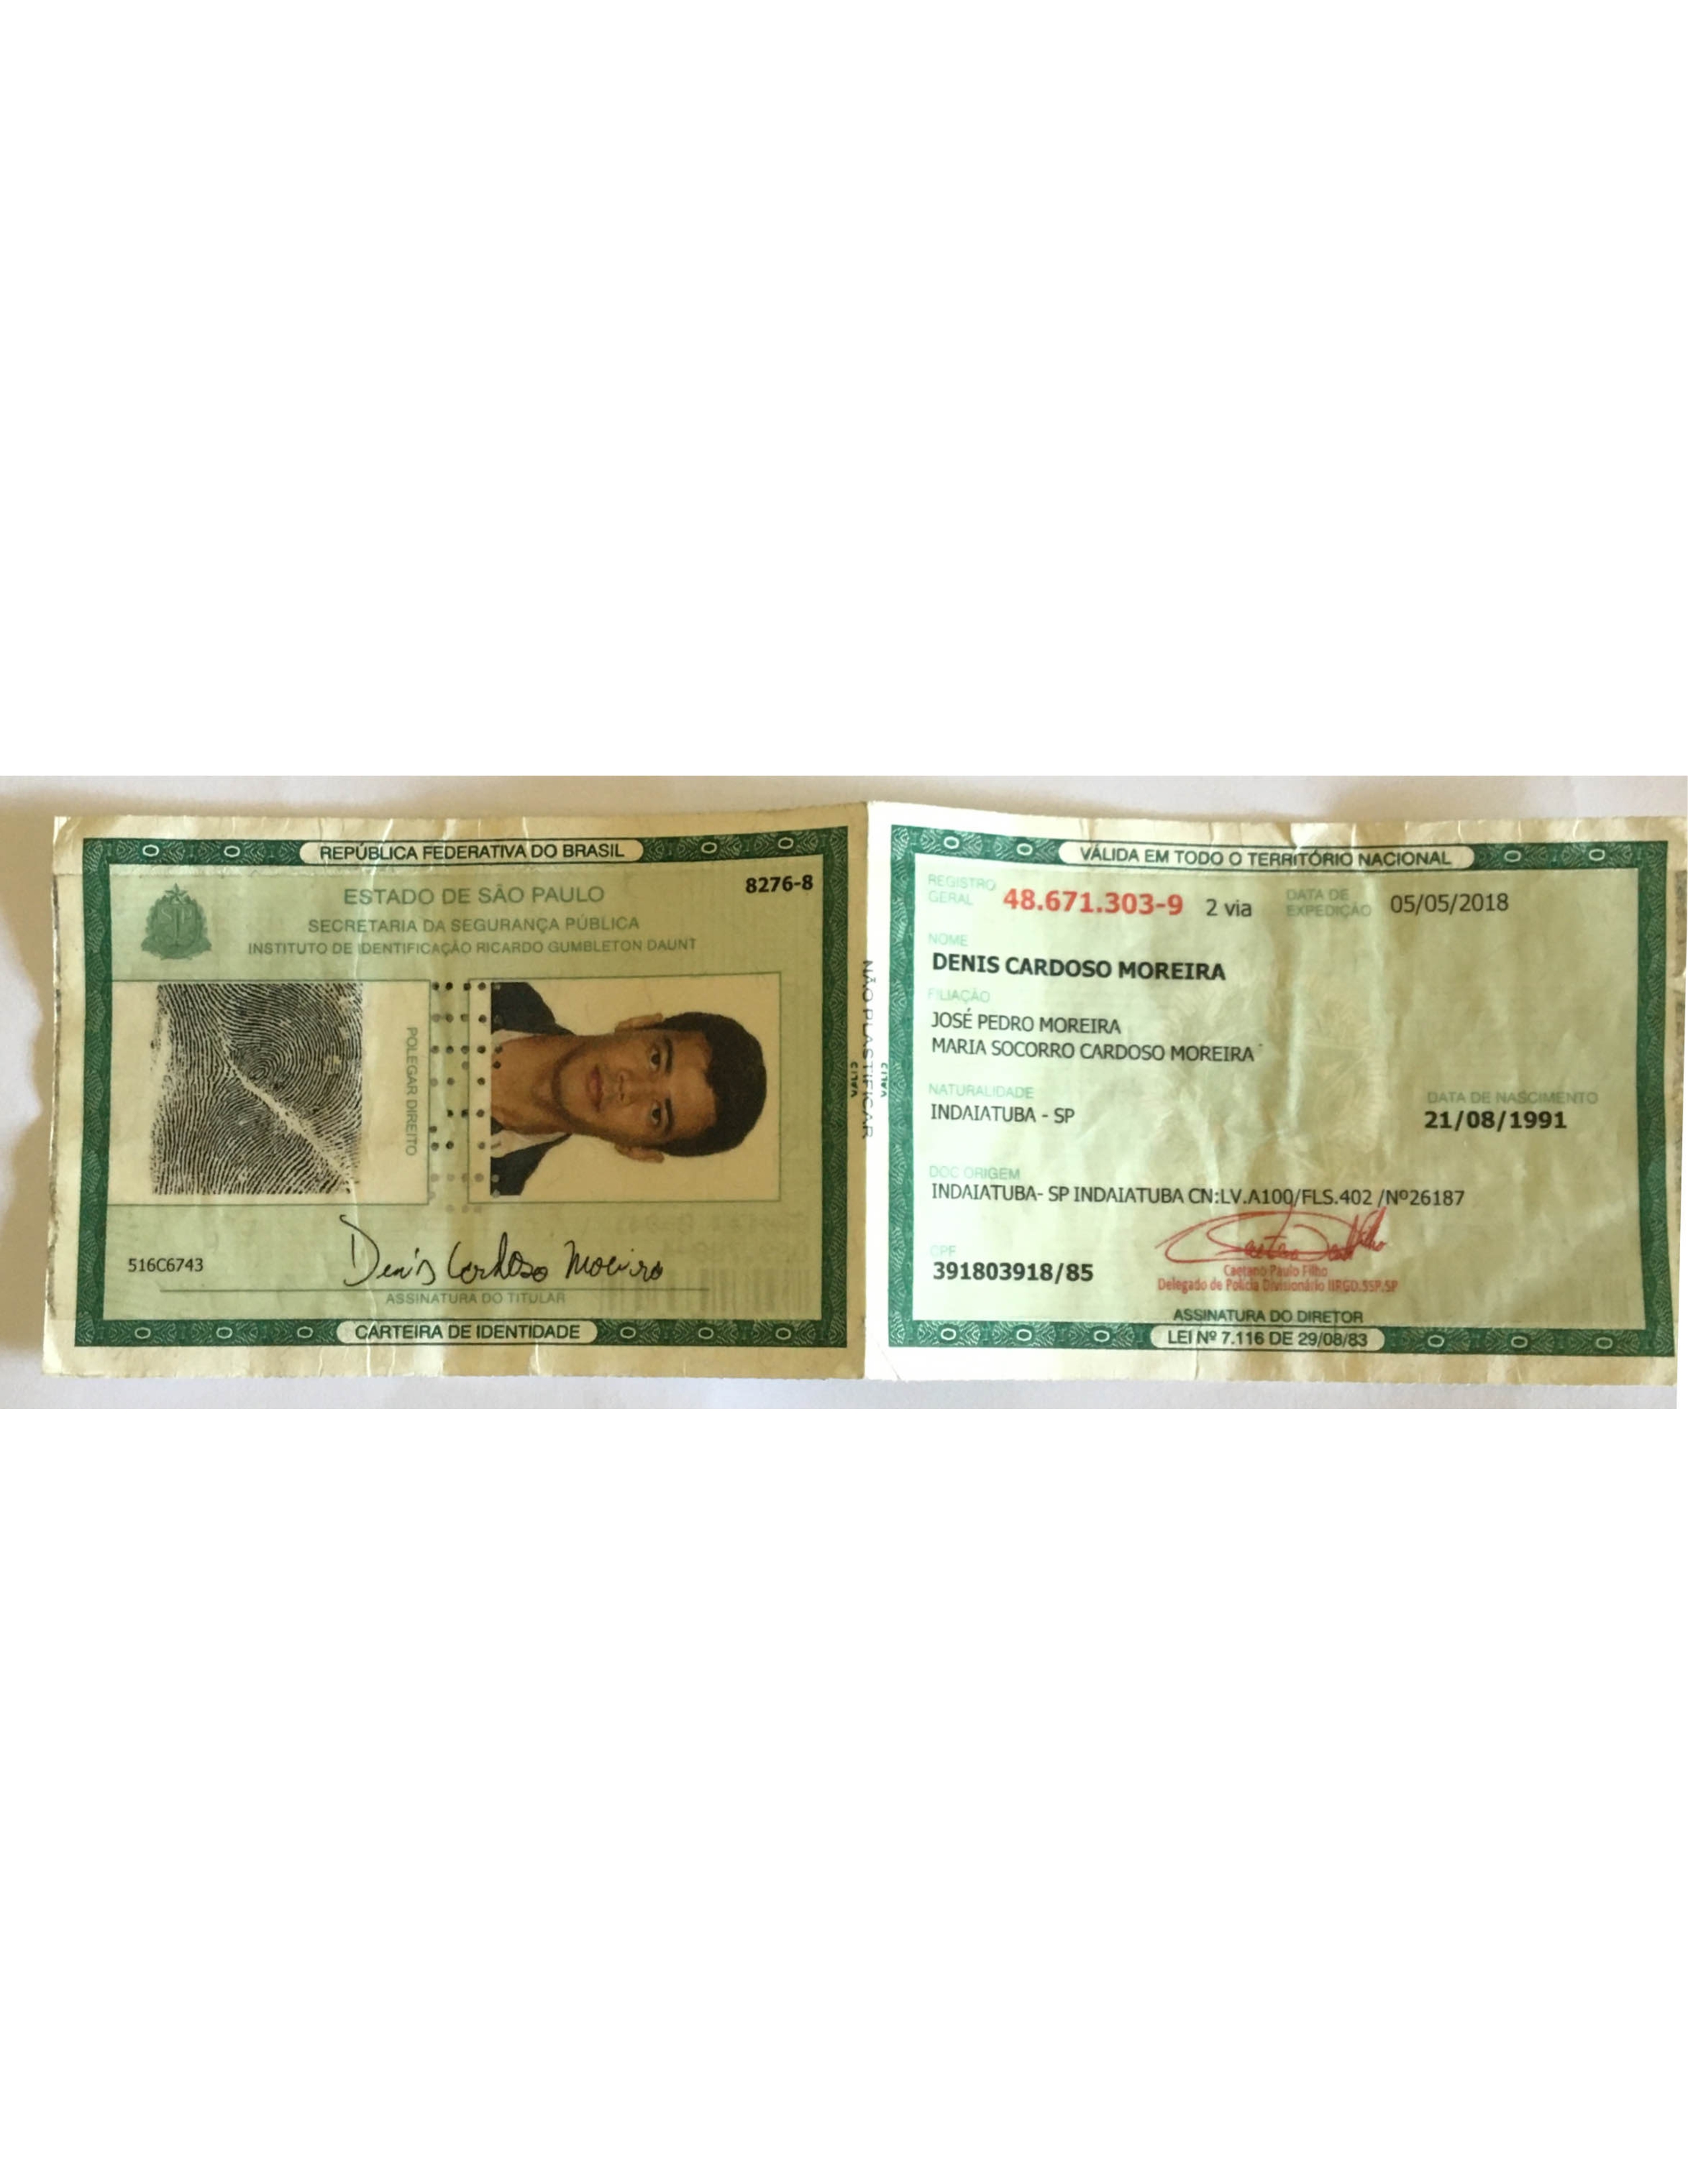 REPÚBLICA FEDERATIVA DO BRASIL
8276-8
ESTADO DE SÃO PAULO
SECRETARIA DA SEGURANÇA PÚBLICA
INSTITUTO DE IDENTIFICAÇÃO RICARDO GUMBLETON DAUNT
POLEGAR DIREITO
516C6743
Denis Cardoso Moreira
ASSINATURA DO TITULAR
CARTEIRA DE IDENTIDADE
NÃO PLASTIFICAR
VÁLIDA EM TODO O TERRITÓRIO NACIONAL
REGISTRO GERAL 48.671.303-9 2 via DATA DE EXPEDIÇÃO 05/05/2018
NOME
DENIS CARDOSO MOREIRA
FILIAÇÃO
JOSÉ PEDRO MOREIRA
MARIA SOCORRO CARDOSO MOREIRA
NATURALIDADE DATA DE NASCIMENTO
INDAIATUBA - SP 21/08/1991
DOC ORIGEM
INDAIATUBA- SP INDAIATUBA CN:LV.A100/FLS.402 /Nº26187
CPF
391803918/85
Caetano Paulo Filho
Delegado de Polícia Divisionário IIRGD.SSP.SP
ASSINATURA DO DIRETOR
LEI Nº 7.116 DE 29/08/83